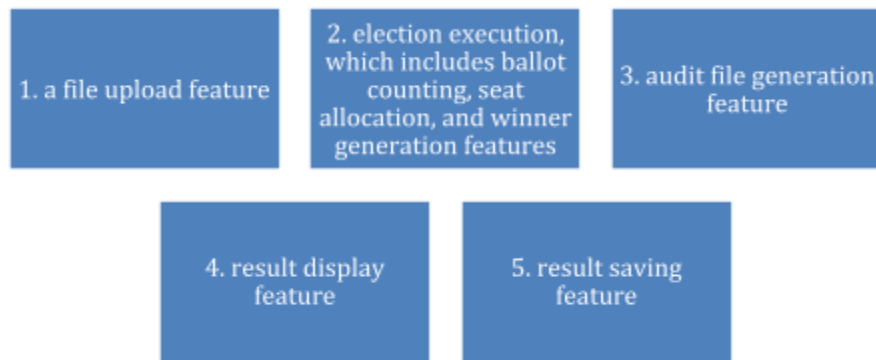 1. a file upload feature
2. election execution,
which includes ballot
counting, seat
allocation, and winner
generation features
3. audit file generation
feature
4. result display
feature
5. result saving
feature